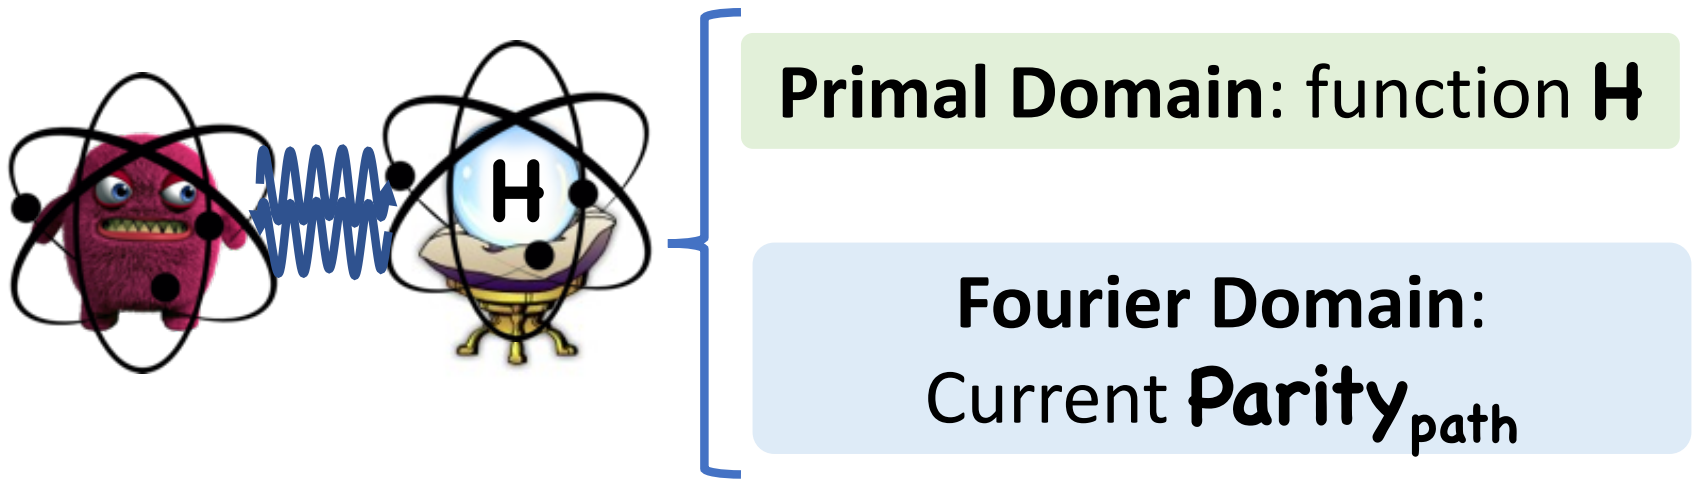 H
Primal Domain: function H
Fourier Domain:
Current Parity_path